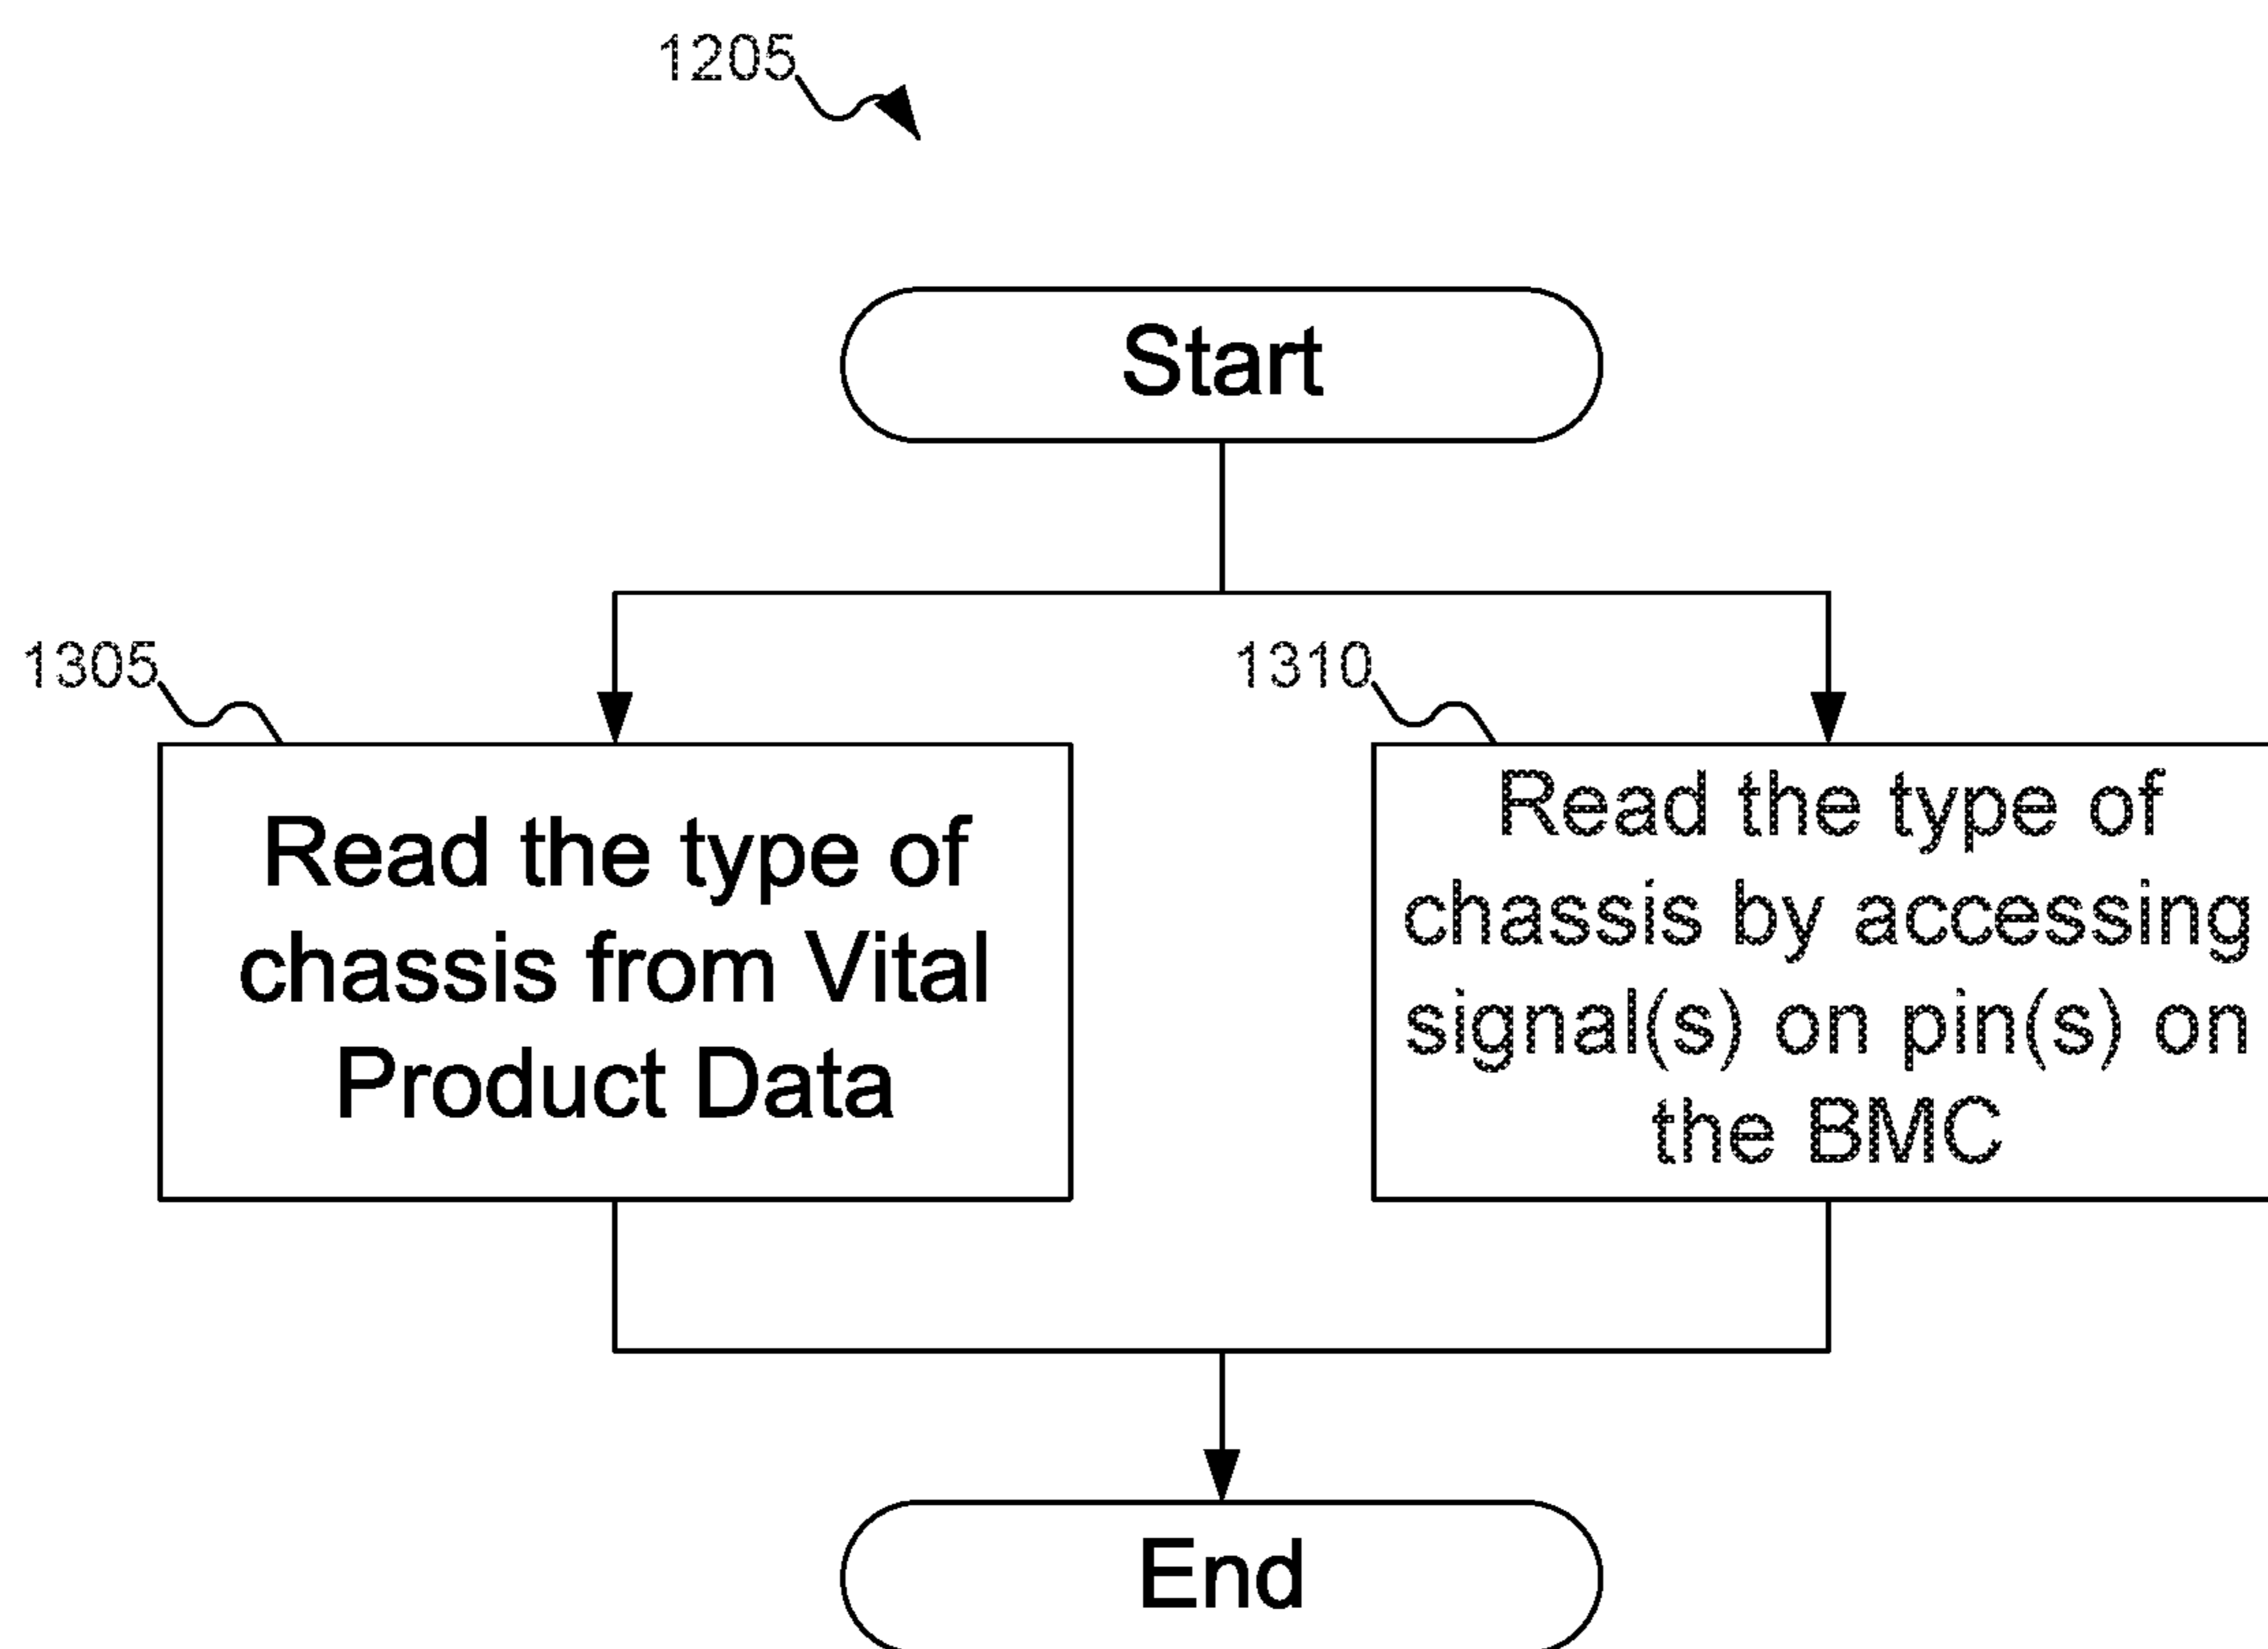 1205
Start
1305
1310
Read the type of
chassis from Vital
Product Data
Read the type of
chassis by accessing
signal(s) on pin(s) on
the BMC
End